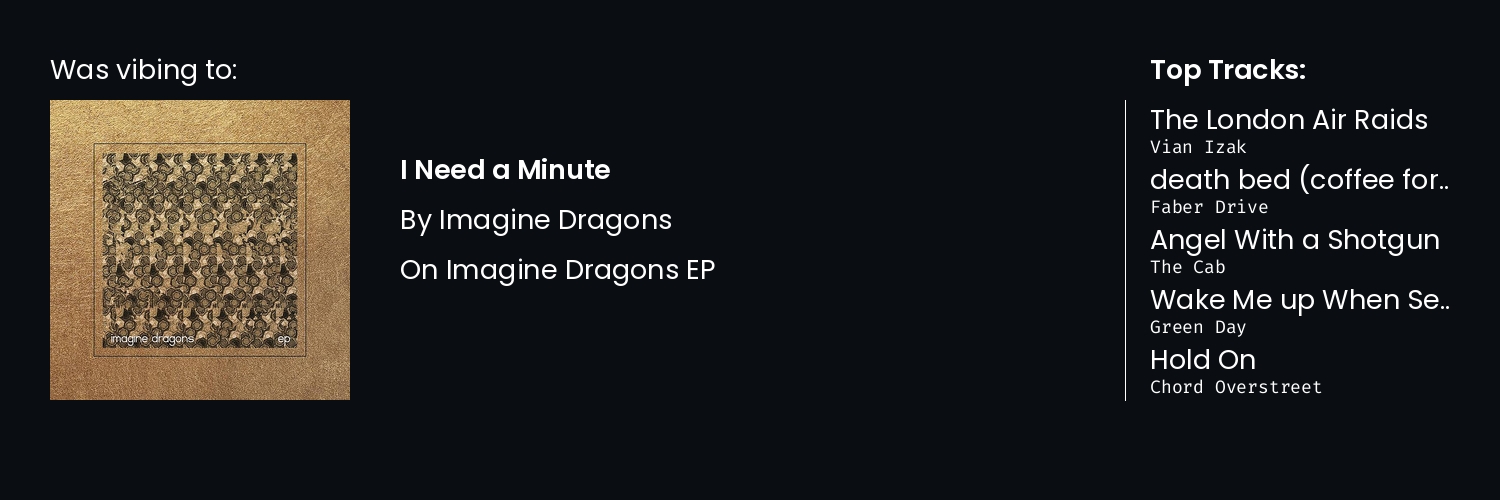 Was vibing to:
imagine dragons
ep
I Need a Minute
By Imagine Dragons
On Imagine Dragons EP
Top Tracks:
The London Air Raids
Vian Izak
death bed (coffee for..
Faber Drive
Angel With a Shotgun
The Cab
Wake Me up When Se..
Green Day
Hold On
Chord Overstreet